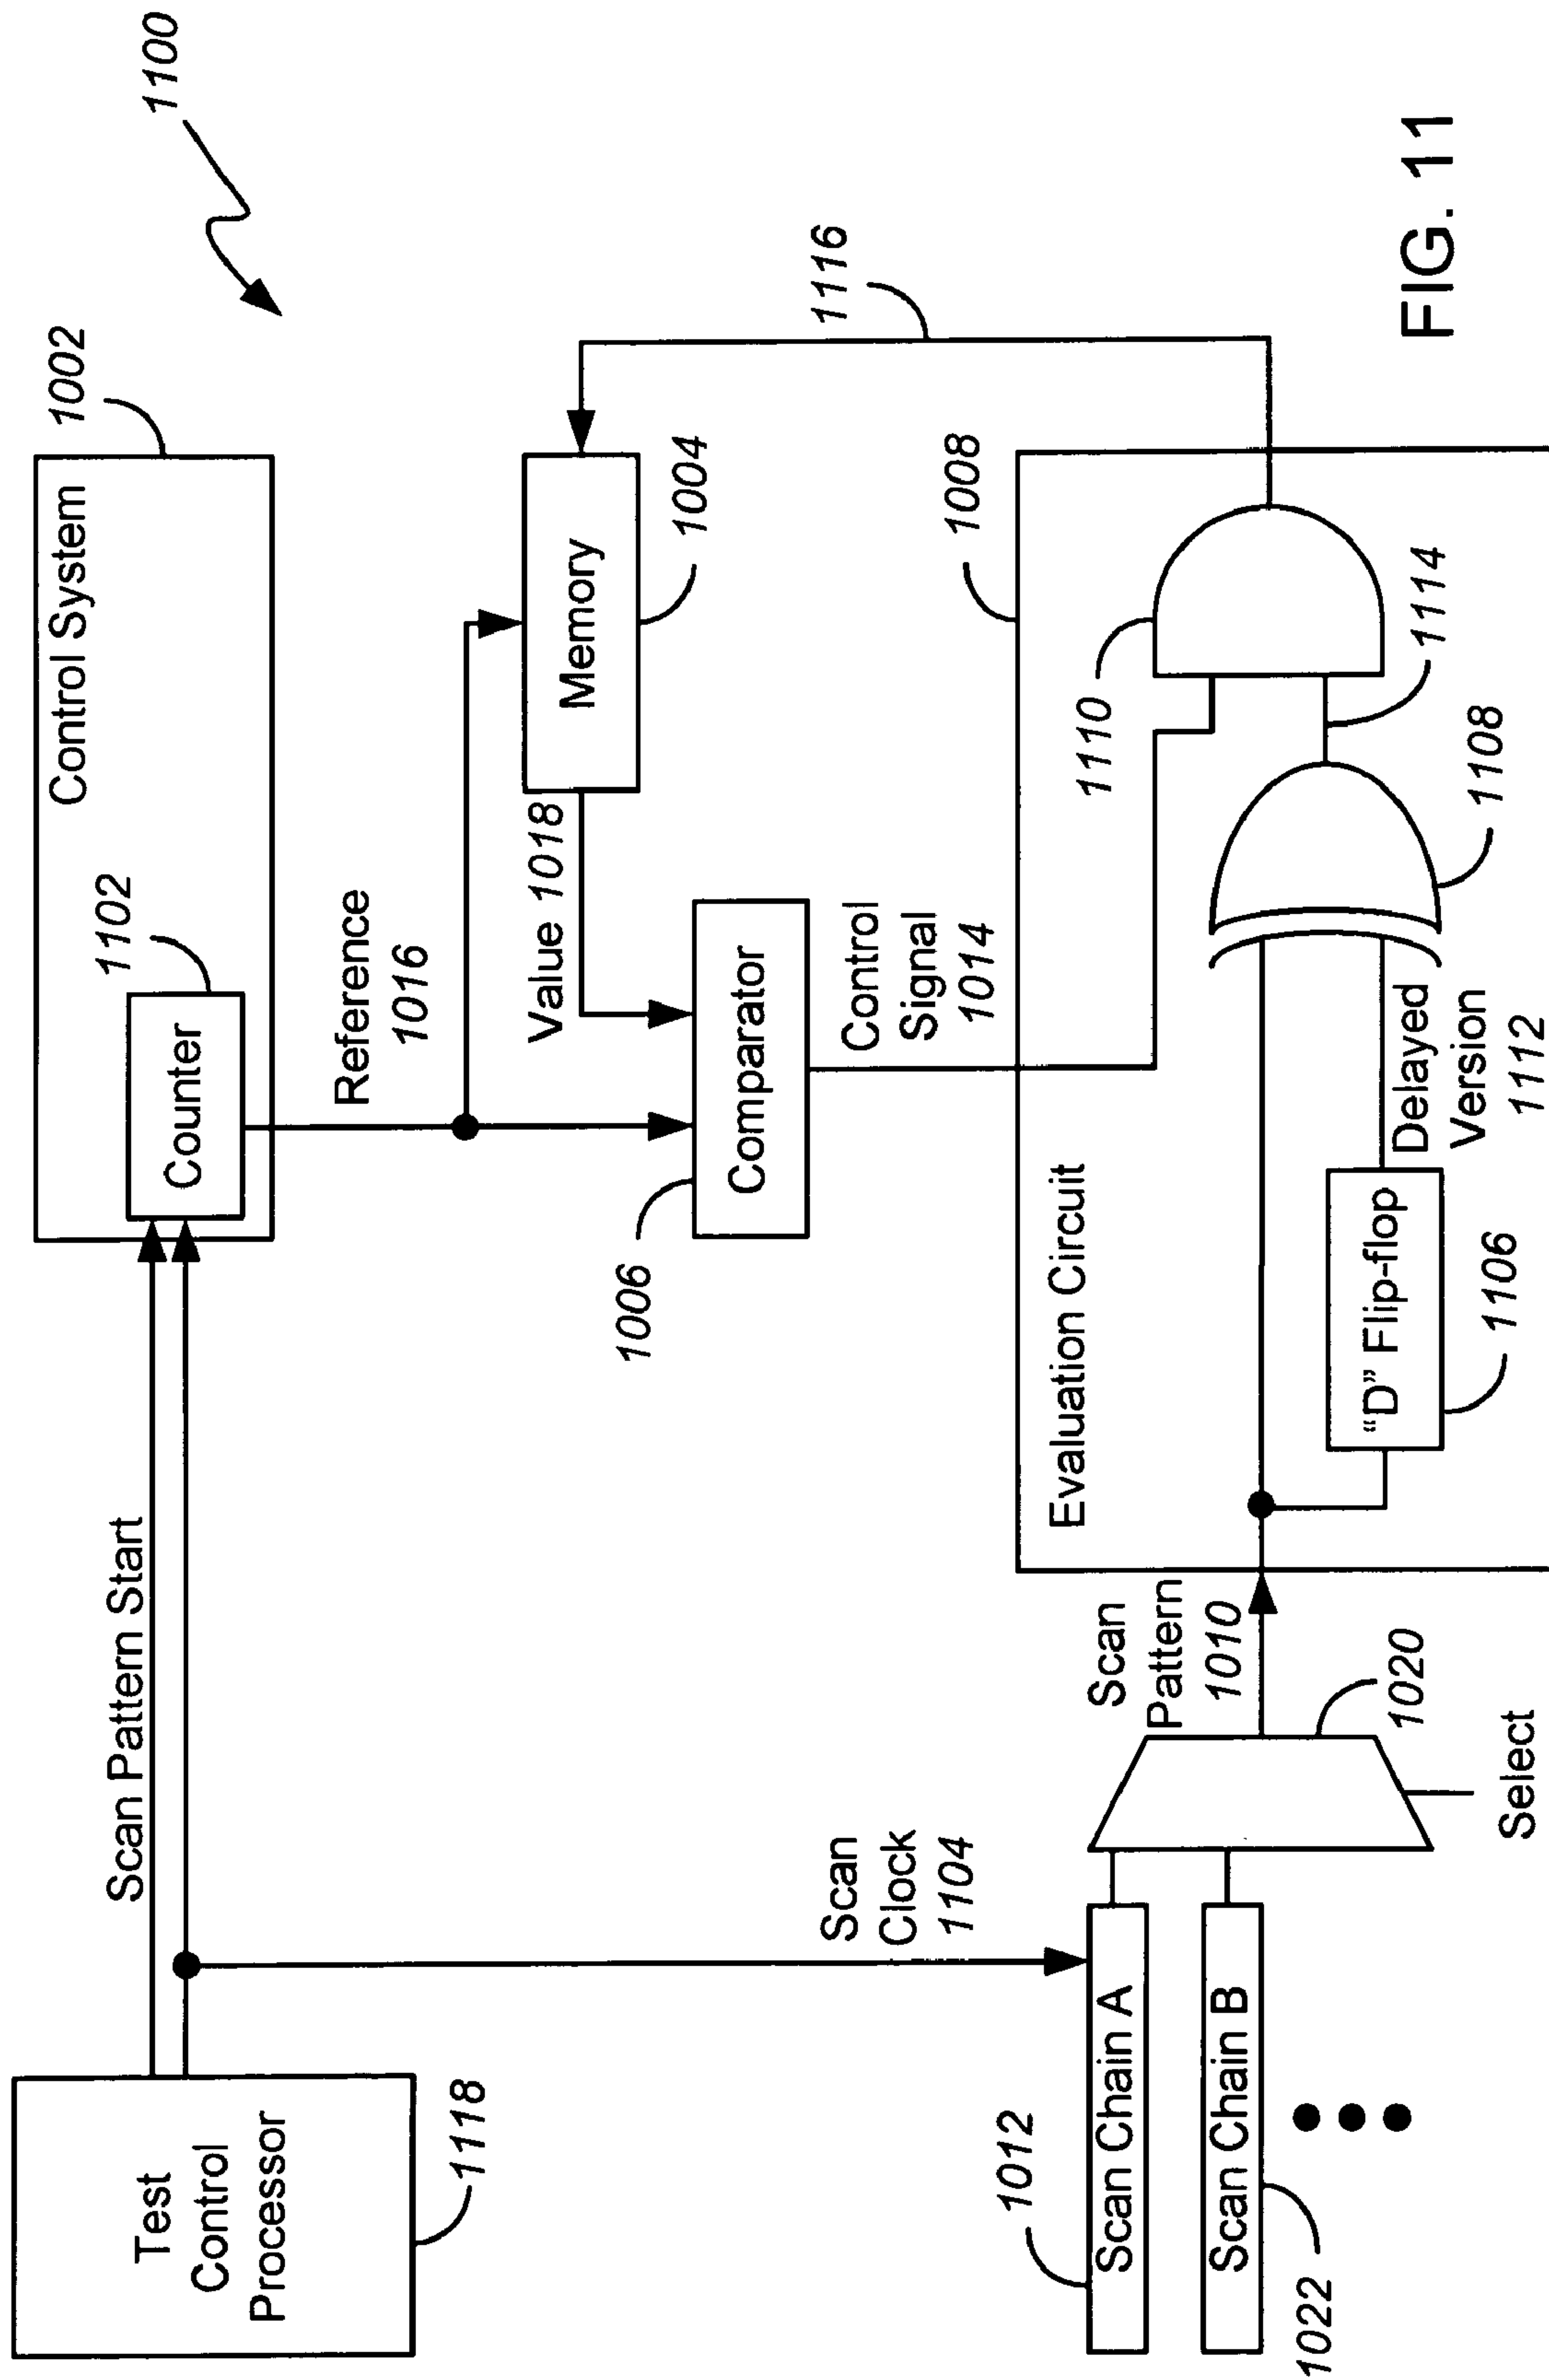 1100
1002
Control System
1102
Counter
Scan Pattern Start
Test
Control
Processor
1118
Reference
1016
Memory
1004
Value 1018
1116
Comparator
1006
Control
Signal
1014
Scan
Clock
1104
1012
Scan Chain A
Scan Chain B
1022
Scan
Pattern
1010
1020
Select
1008
Evaluation Circuit
"D" Flip-flop
1106
Delayed
Version
1112
1108
1110
1114
FIG. 11